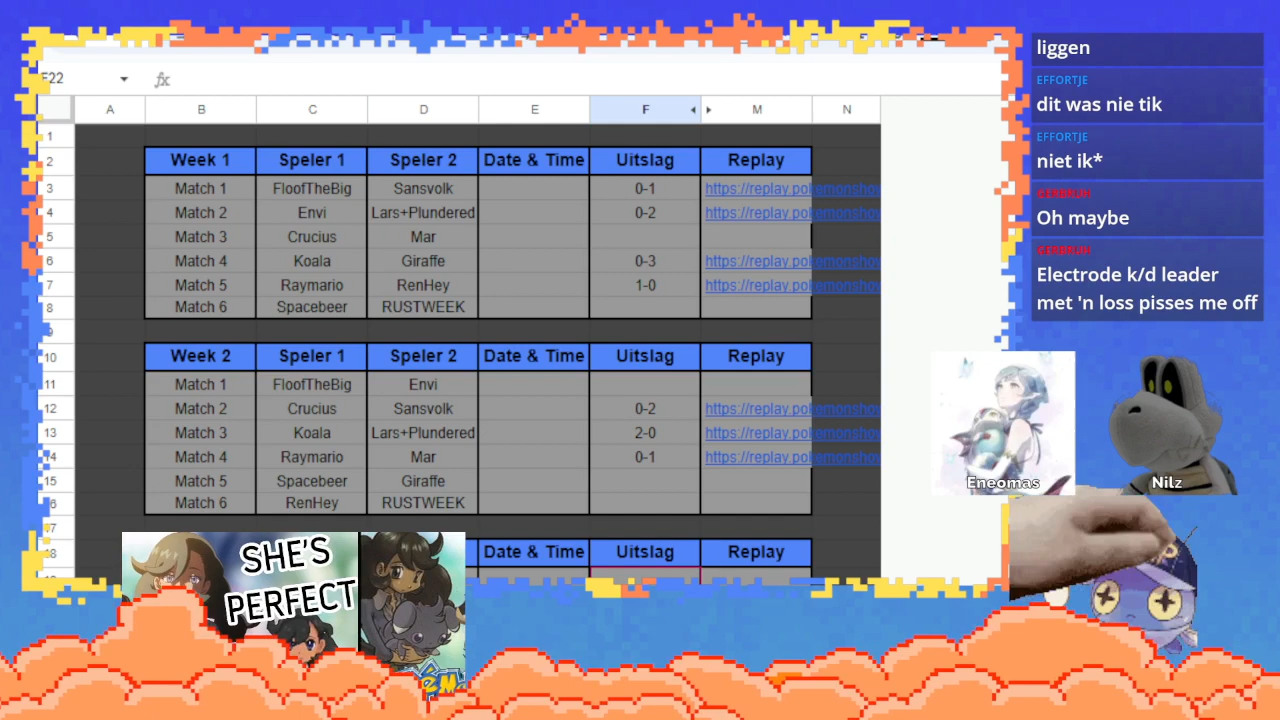 F22 fx
A B C D E F M N
1
2 Week 1 Speler 1 Speler 2 Date & Time Uitslag Replay
3 Match 1 FloofTheBig Sansvolk 0-1 https://replay.pokemonshow
4 Match 2 Envi Lars+Plundered 0-2 https://replay.pokemonshow
5 Match 3 Crucius Mar
6 Match 4 Koala Giraffe 0-3 https://replay.pokemonshow
7 Match 5 Raymario RenHey 1-0 https://replay.pokemonshow
8 Match 6 Spacebeer RUSTWEEK
9
10 Week 2 Speler 1 Speler 2 Date & Time Uitslag Replay
11 Match 1 FloofTheBig Envi
12 Match 2 Crucius Sansvolk 0-2 https://replay.pokemonshow
13 Match 3 Koala Lars+Plundered 2-0 https://replay.pokemonshow
14 Match 4 Raymario Mar 0-1 https://replay.pokemonshow
15 Match 5 Spacebeer Giraffe
16 Match 6 RenHey RUSTWEEK
17
18 Date & Time Uitslag Replay
SHE'S
PERFECT
liggen
EFFORTJE
dit was nie tik
EFFORTJE
niet ik*
Oh maybe
Electrode k/d leader
met 'n loss pisses me off
Eneomas
Nilz